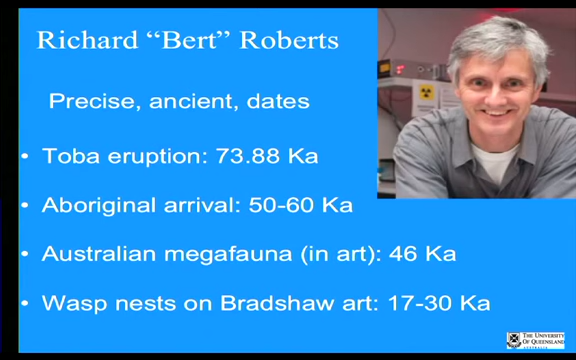 Richard “Bert” Roberts
Precise, ancient, dates
• Toba eruption: 73.88 Ka
• Aboriginal arrival: 50-60 Ka
• Australian megafauna (in art): 46 Ka
• Wasp nests on Bradshaw art: 17-30 Ka
THE UNIVERSITY
OF QUEENSLAND
AUSTRALIA